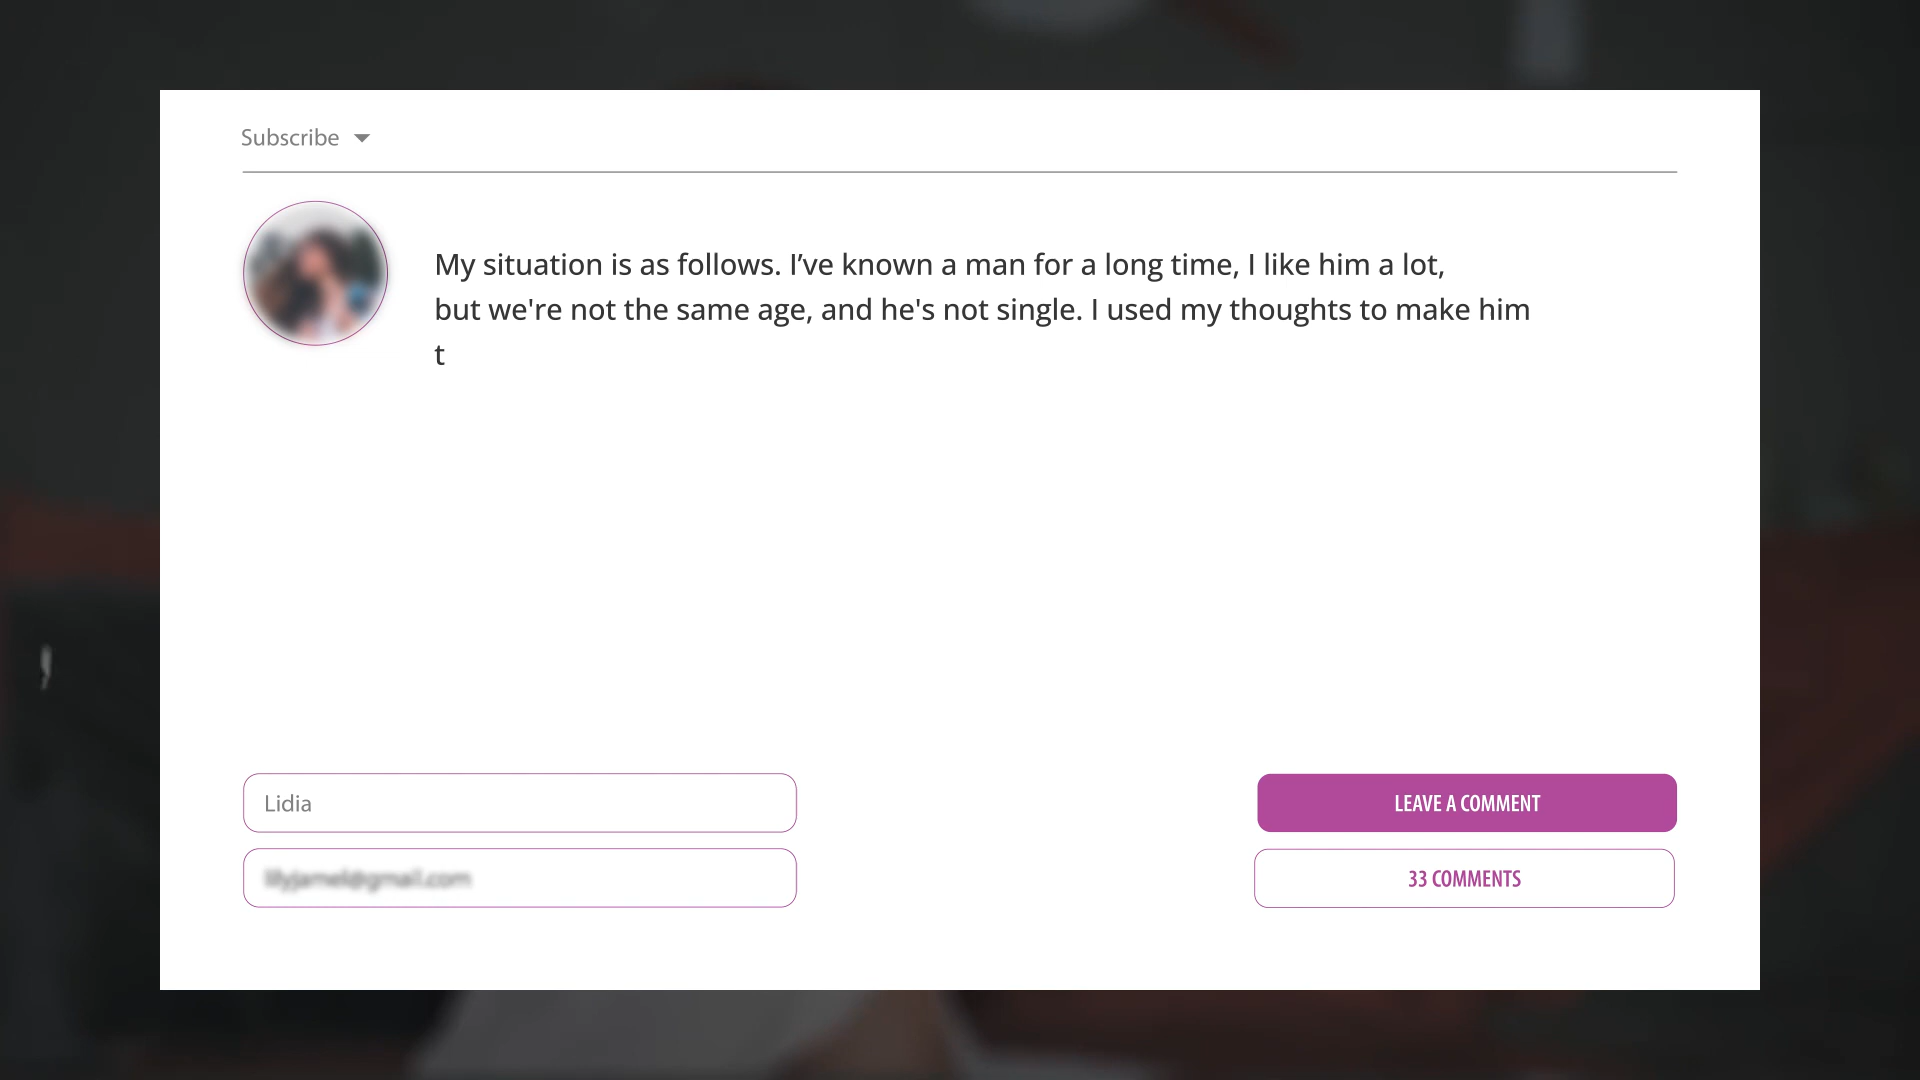 Subscribe
My situation is as follows. I’ve known a man for a long time, I like him a lot,
but we're not the same age, and he's not single. I used my thoughts to make him
t
Lidia
LEAVE A COMMENT
33 COMMENTS